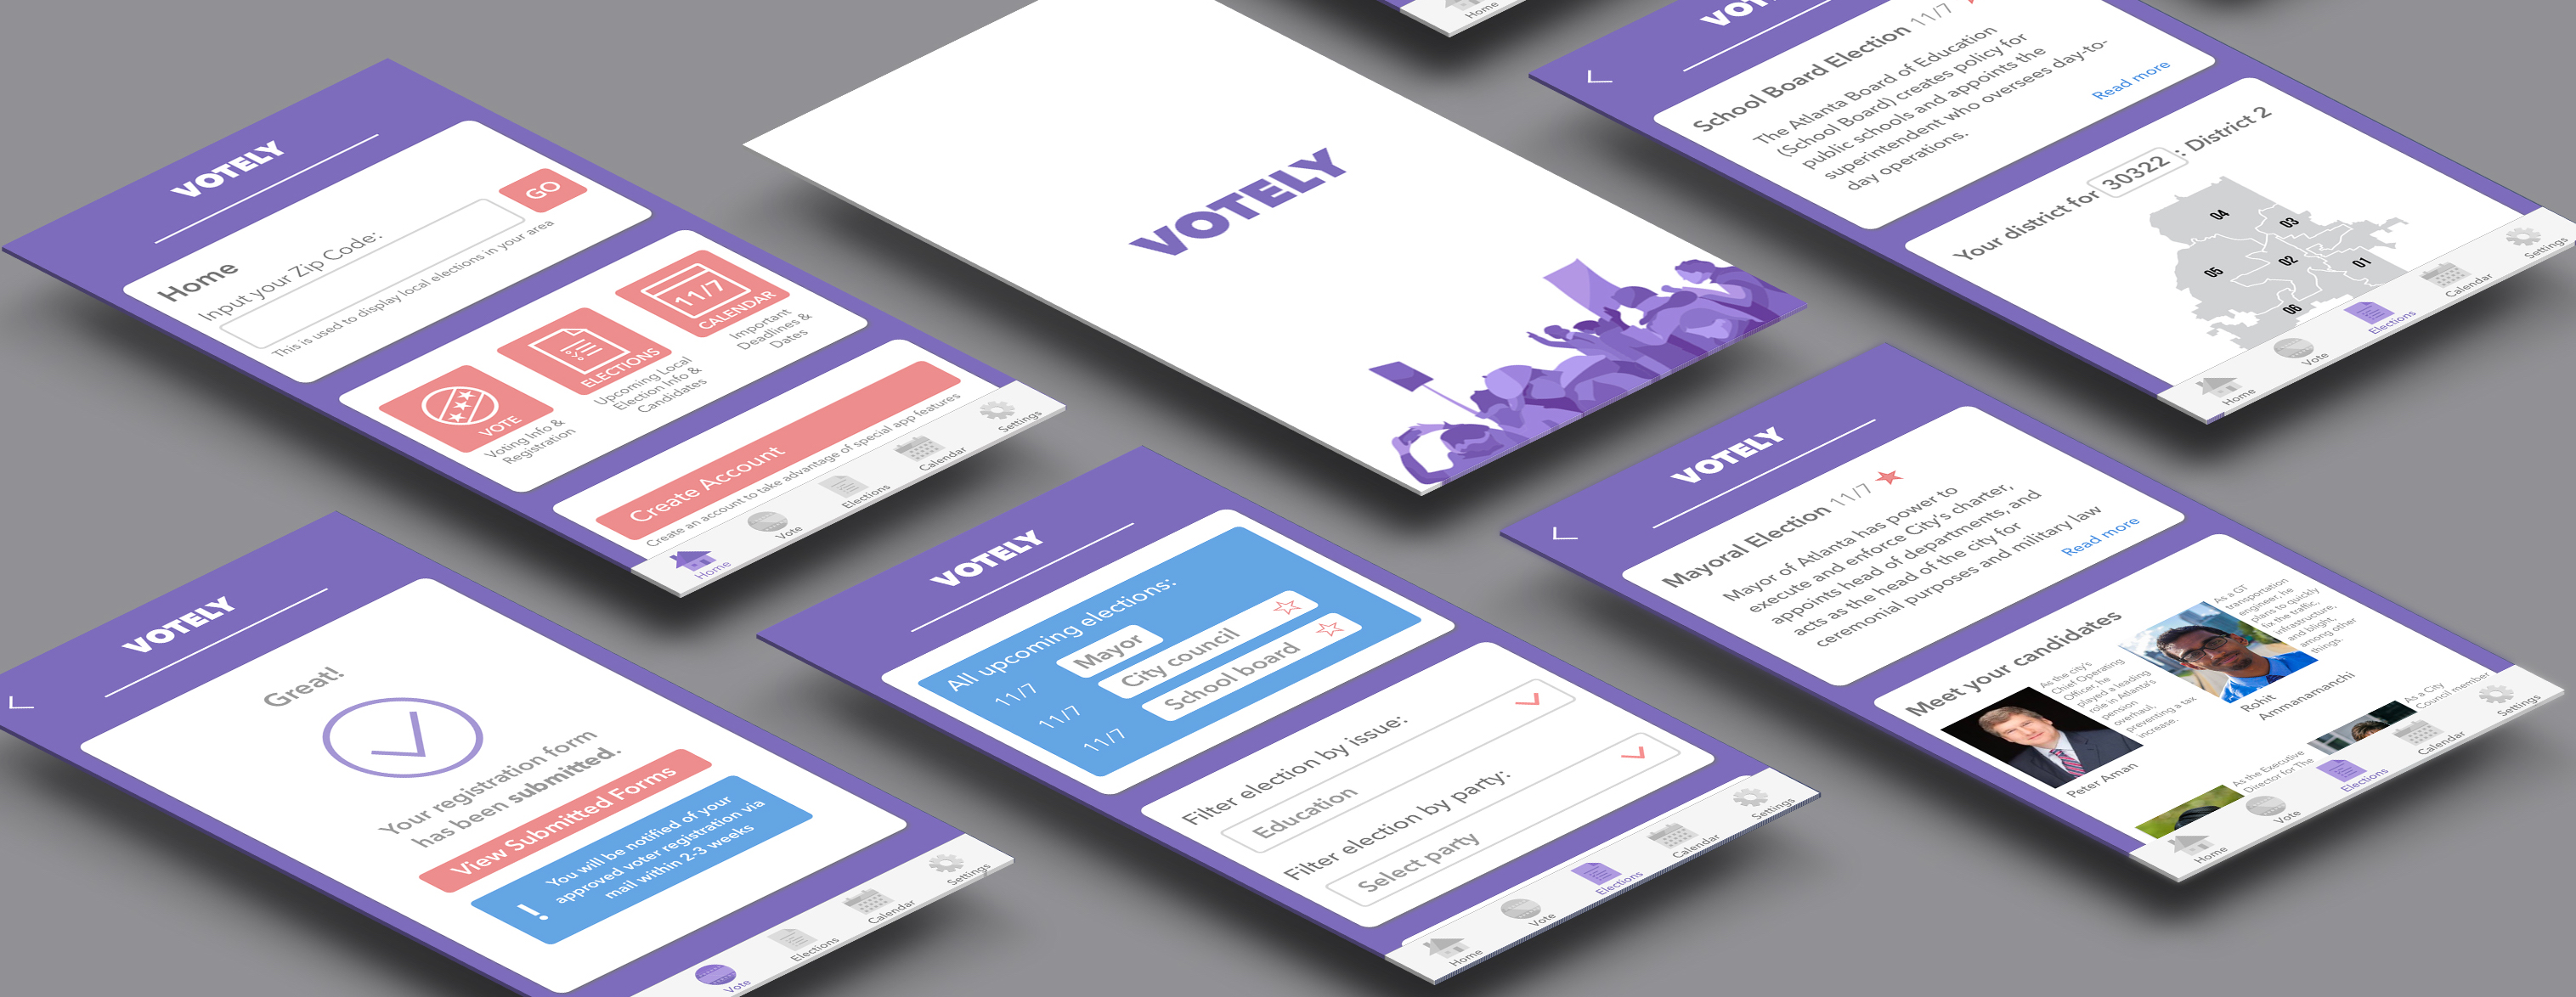 VOTELY
Home
Input your Zip Code:
GO
This is used to display local elections in your area
VOTE
Voting Info &
Registration
ELECTIONS
Upcoming Local
Election Info &
Candidates
11/7
CALENDAR
Important
Deadlines &
Dates
Create Account
Create an account to take advantage of special app features
Home
Vote
Elections
Calendar
Settings
VOTELY
Home
School Board Election 11/7
The Atlanta Board of Education
(School Board) creates policy for
public schools and appoints the
superintendent who oversees day-to-
day operations.
Read more
Your district for 30322 : District 2
04
03
05
02
01
06
Home
Vote
Elections
Calendar
Settings
VOTELY
Great!
Your registration form
has been submitted.
View Submitted Forms
! You will be notified of your
approved voter registration via
mail within 2-3 weeks
Vote
Elections
Calendar
Settings
VOTELY
All upcoming elections:
11/7 Mayor
11/7 City council
11/7 School board
Filter election by issue:
Education
Filter election by party:
Select party
Home
Vote
Elections
Calendar
Settings
VOTELY
Mayoral Election 11/7
Mayor of Atlanta has power to
execute and enforce City's charter,
appoints head of departments, and
acts as the head of the city for
ceremonial purposes and military law
Read more
Meet your candidates
As the city's
Chief Operating
Officer, he
played a leading
role in Atlanta's
pension
overhaul,
preventing a tax
increase.
Peter Aman
As a GT
transportation
engineer, he
plans to quickly
fix the traffic,
infrastructure,
and blight,
among other
things.
Rohit
Ammamanchi
As the Executive
Director for The
As a City
Council member
Home
Vote
Elections
Calendar
Settings